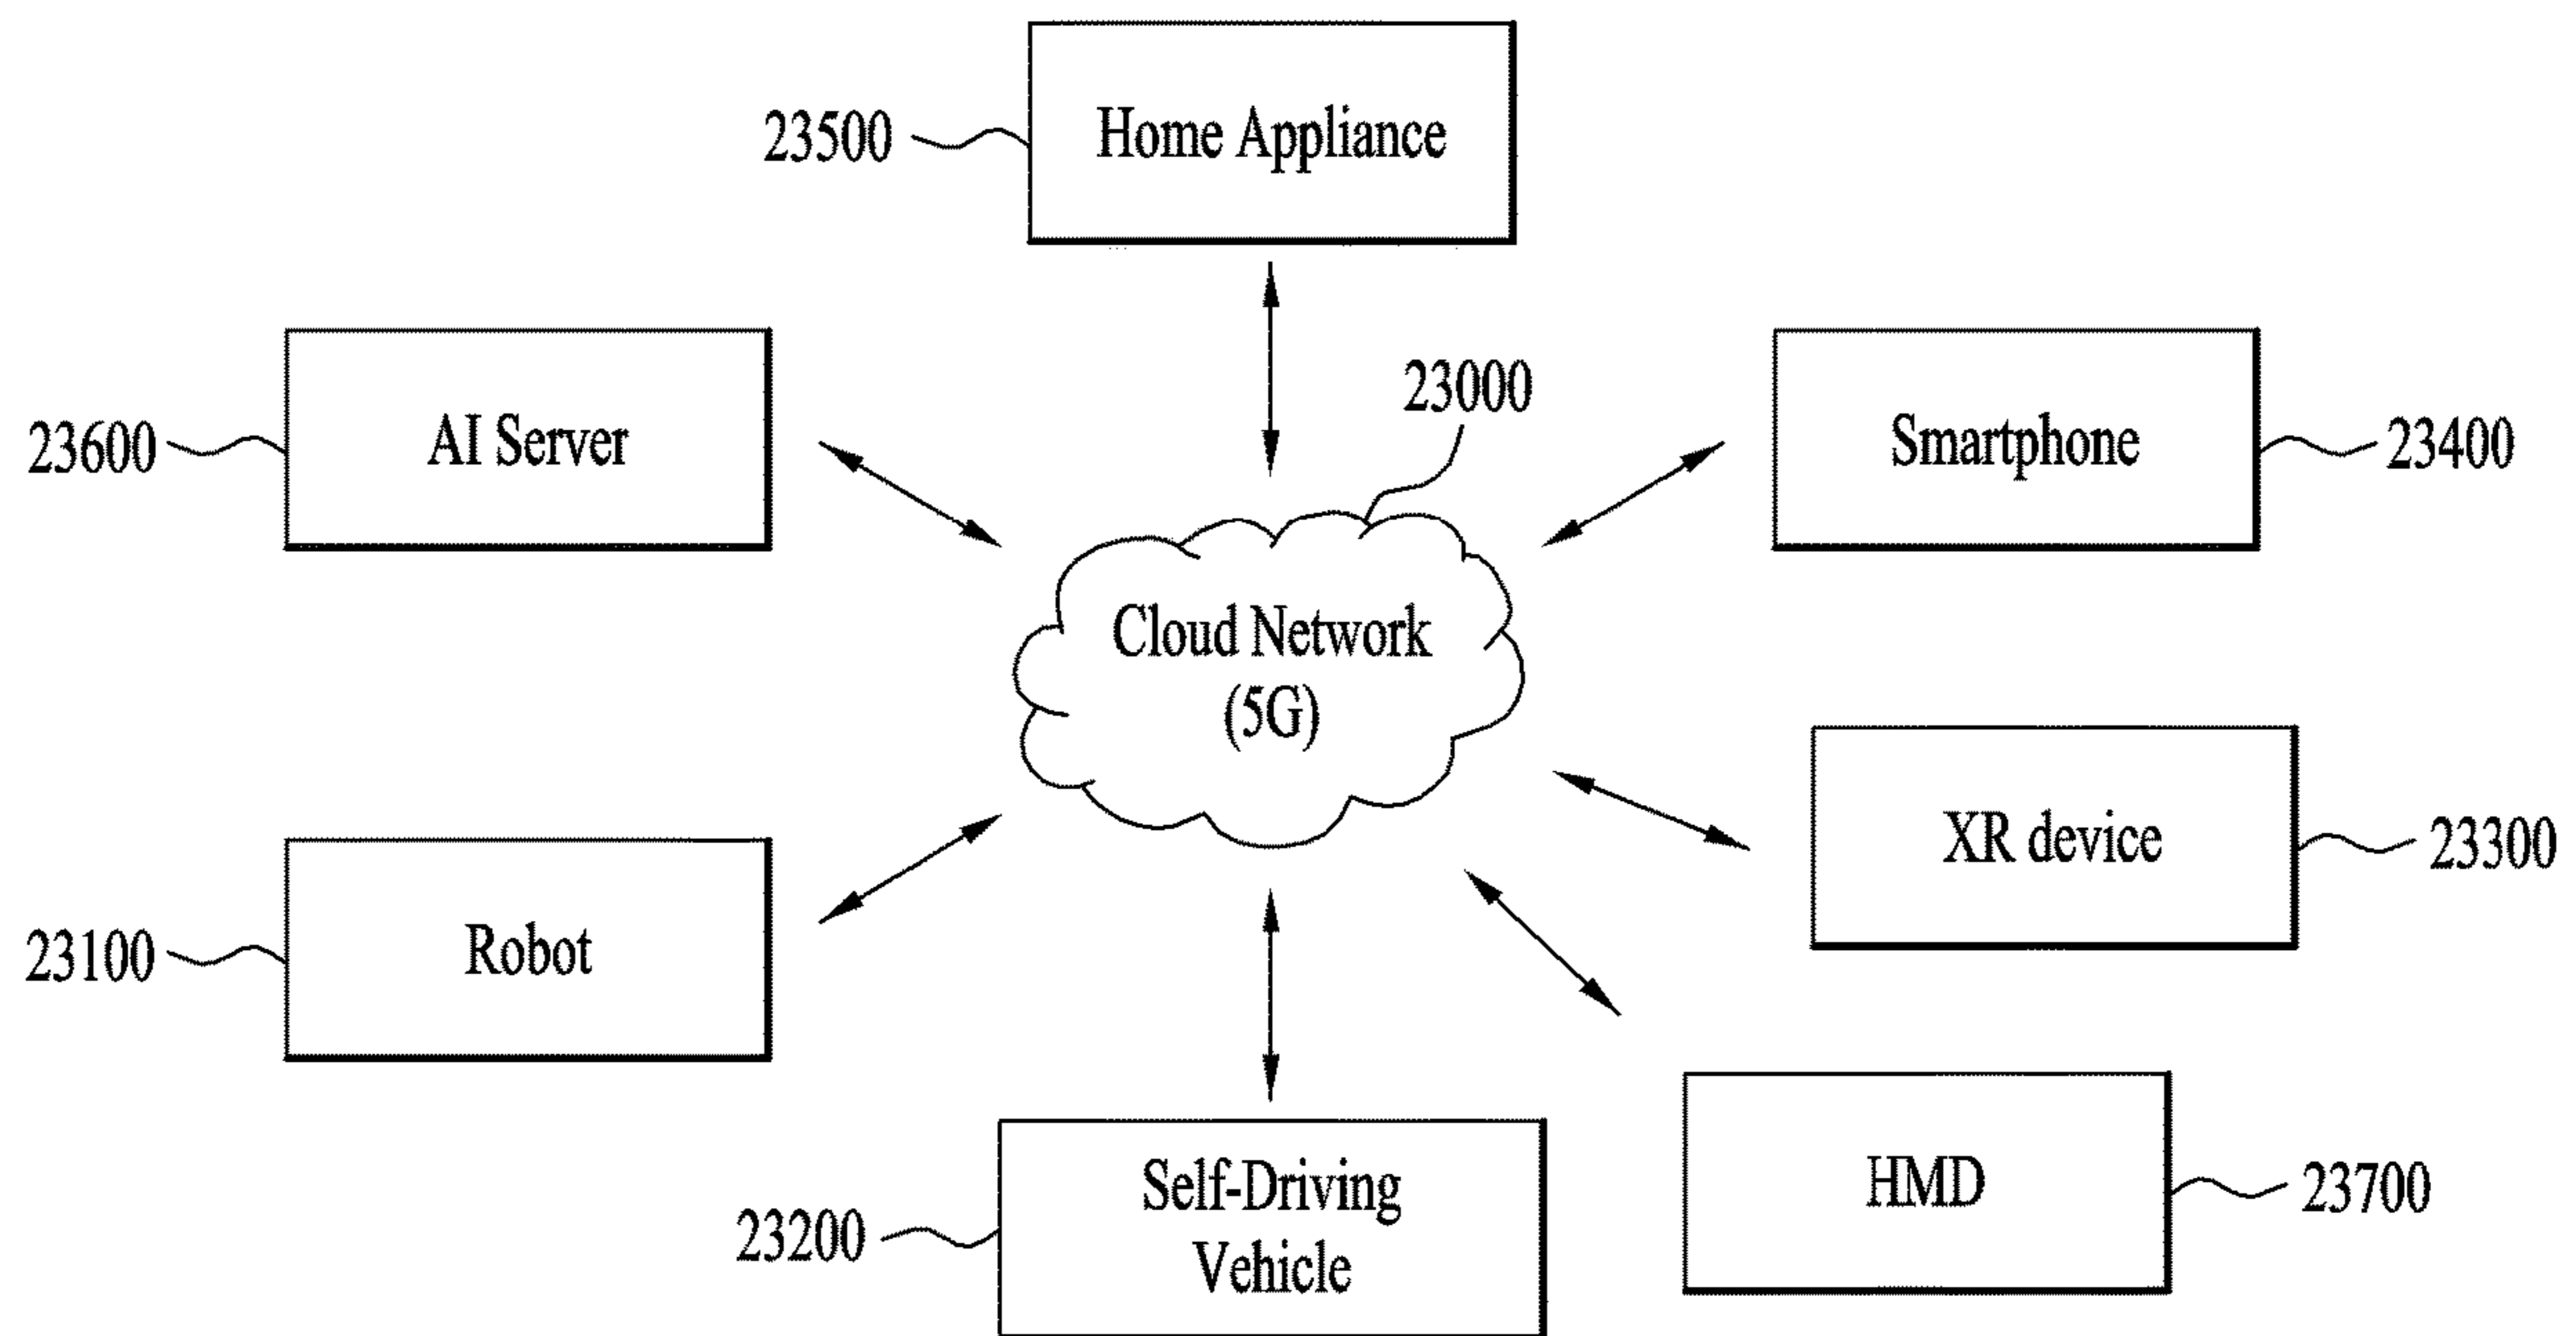 23500
Home Appliance
23000
23600
AI Server
Smartphone
23400
Cloud Network
(5G)
XR device
23300
23100
Robot
HMD
23700
23200
Self-Driving
Vehicle